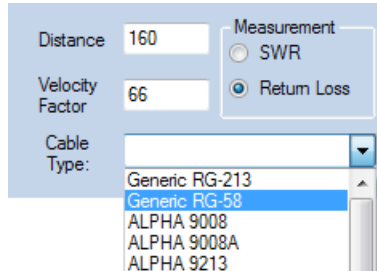 Distance 160
Velocity Factor 66
Measurement
SWR
Return Loss
Cable Type:
Generic RG-213
Generic RG-58
ALPHA 9008
ALPHA 9008A
ALPHA 9213